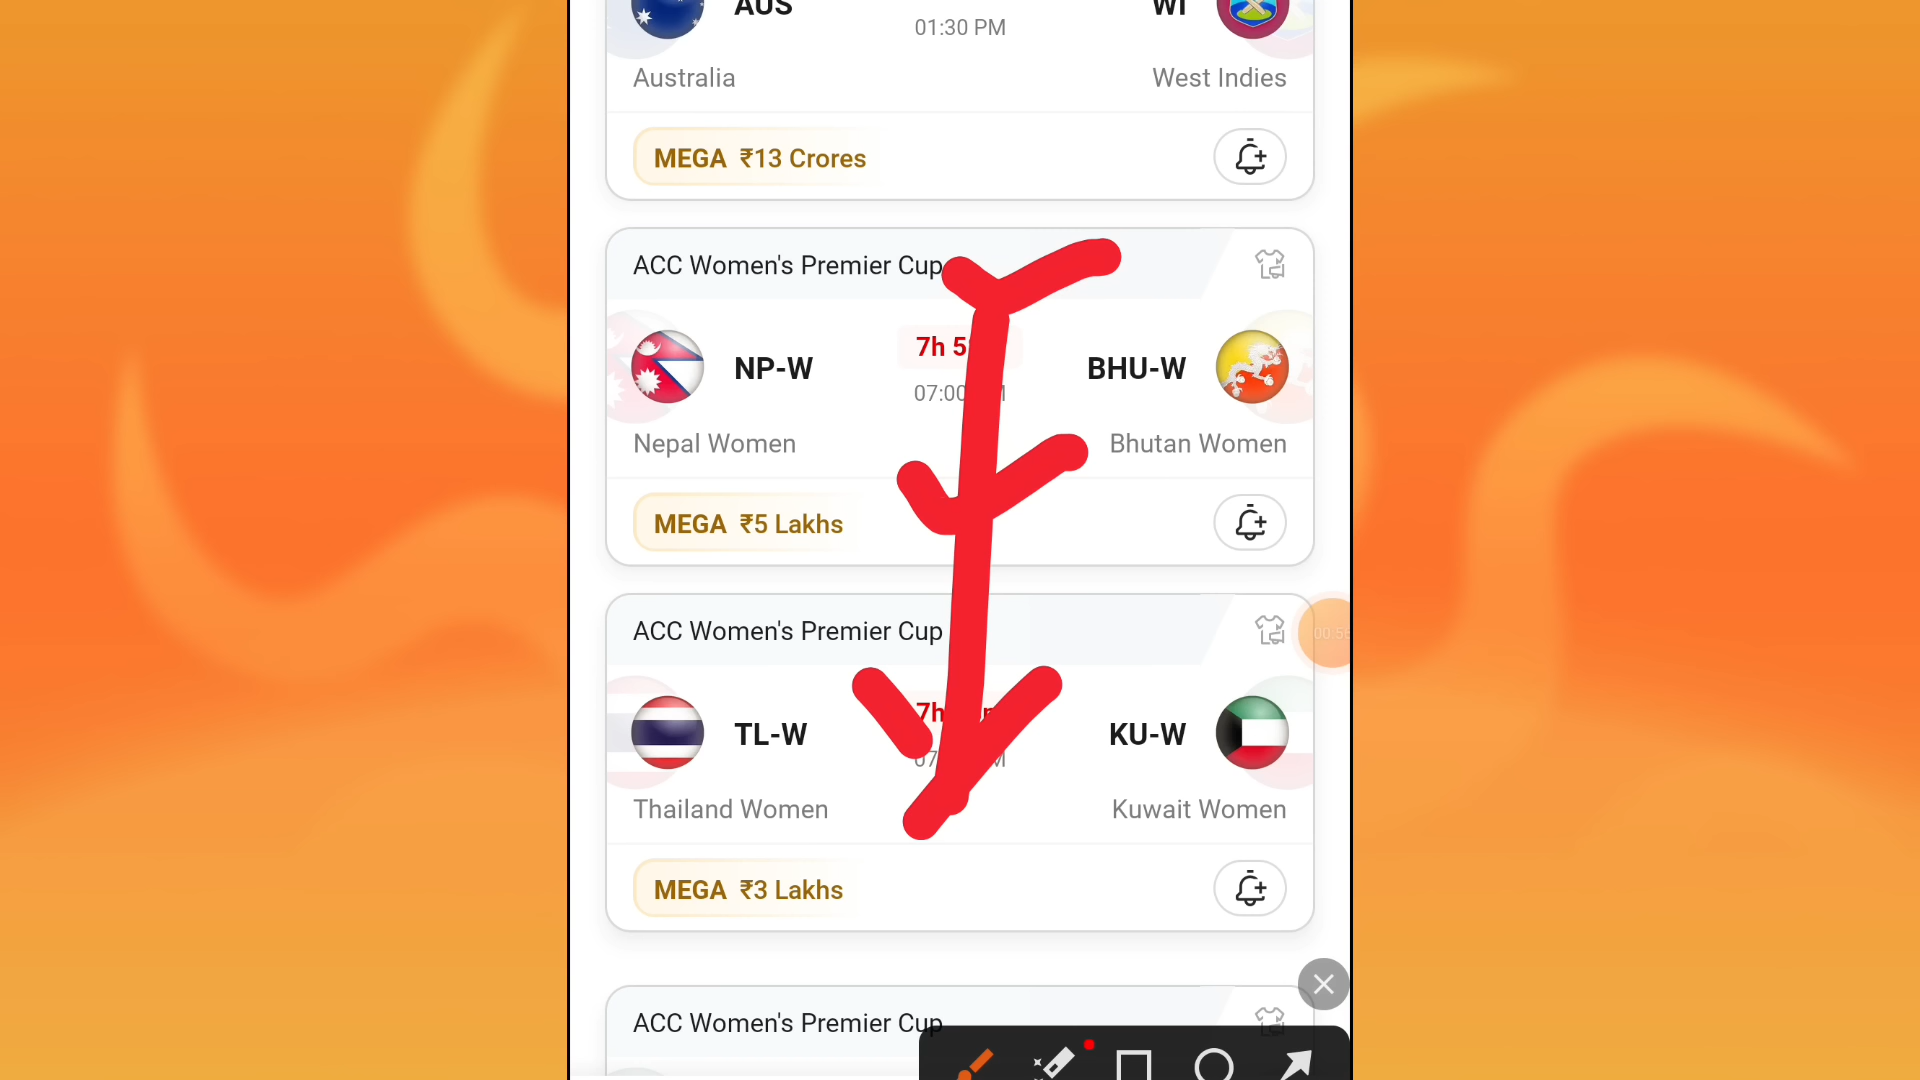 AUS WI
01:30 PM
Australia West Indies
MEGA ₹13 Crores
ACC Women's Premier Cup
7h
NP-W BHU-W
Nepal Women Bhutan Women
MEGA ₹5 Lakhs
ACC Women's Premier Cup
7h
TL-W KU-W
Thailand Women Kuwait Women
MEGA ₹3 Lakhs
ACC Women's Premier Cup